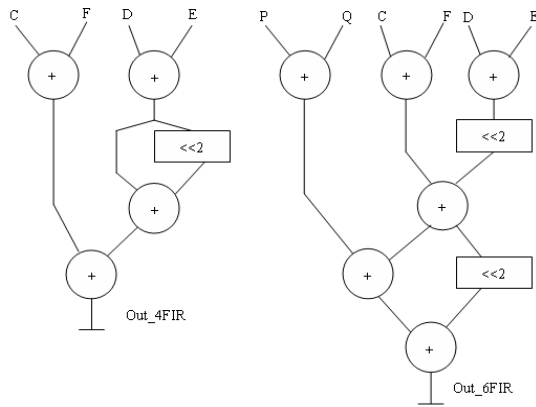 C F D E P Q C F D E
+ + + + +
<<2 <<2
+ +
+ + <<2
Out_4FIR +
Out_6FIR